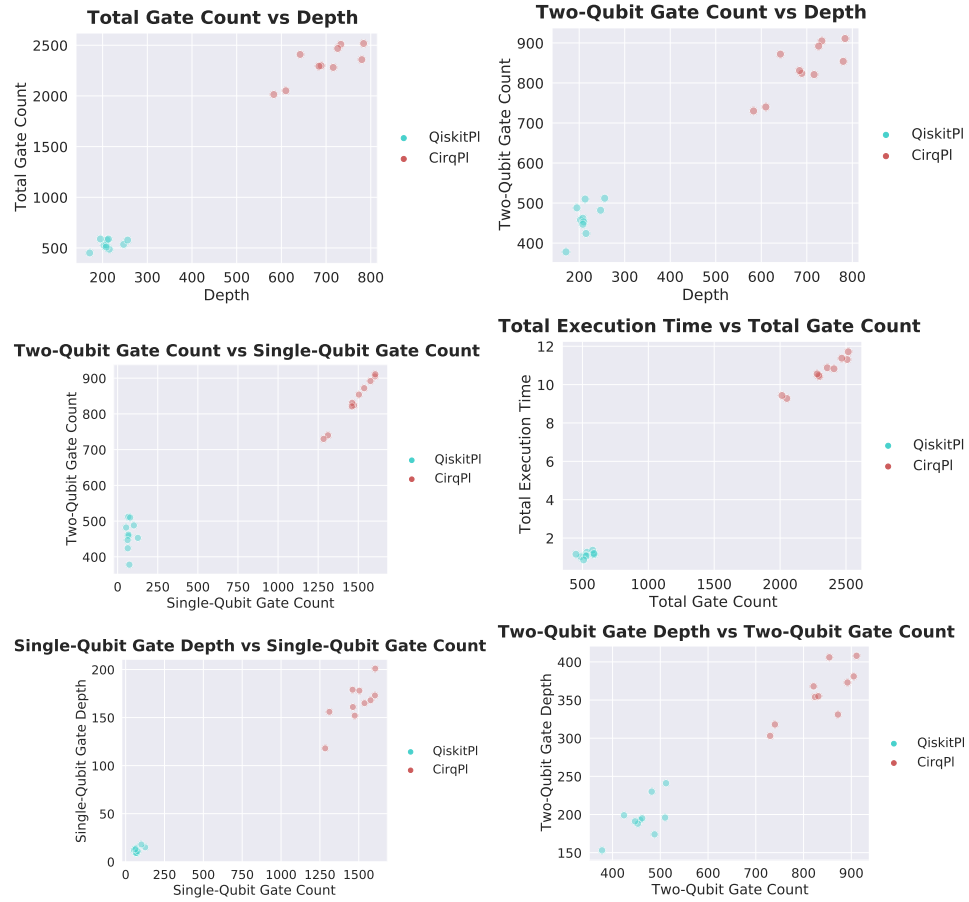 Total Gate Count vs Depth
Total Gate Count
2500
2000
1500
1000
500
200 300 400 500 600 700 800
Depth
QiskitPl
CirqPl
Two-Qubit Gate Count vs Depth
Two-Qubit Gate Count
900
800
700
600
500
400
200 300 400 500 600 700 800
Depth
QiskitPl
CirqPl
Two-Qubit Gate Count vs Single-Qubit Gate Count
Two-Qubit Gate Count
900
800
700
600
500
400
0 250 500 750 1000 1250 1500
Single-Qubit Gate Count
QiskitPl
CirqPl
Total Execution Time vs Total Gate Count
Total Execution Time
12
10
8
6
4
2
500 1000 1500 2000 2500
Total Gate Count
QiskitPl
CirqPl
Single-Qubit Gate Depth vs Single-Qubit Gate Count
Single-Qubit Gate Depth
200
150
100
50
0
0 250 500 750 1000 1250 1500
Single-Qubit Gate Count
QiskitPl
CirqPl
Two-Qubit Gate Depth vs Two-Qubit Gate Count
Two-Qubit Gate Depth
400
350
300
250
200
150
400 500 600 700 800 900
Two-Qubit Gate Count
QiskitPl
CirqPl